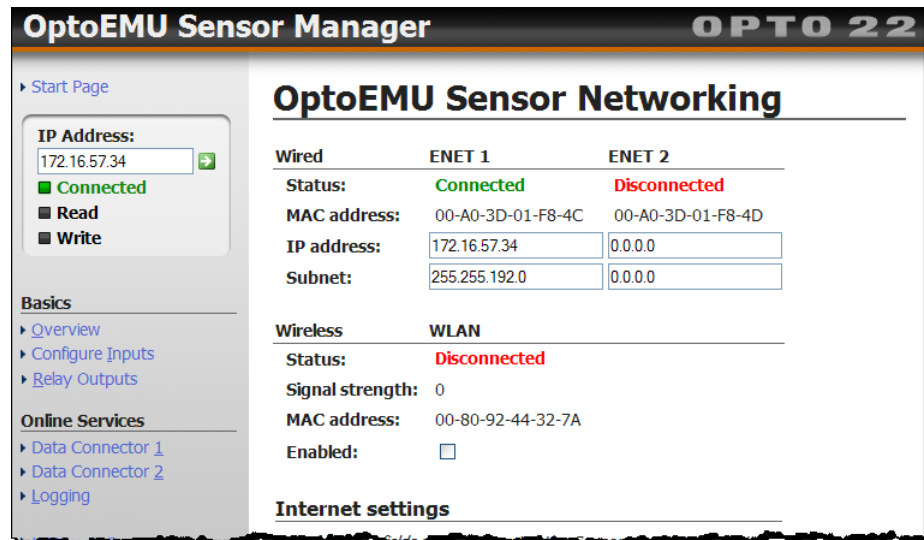 OptoEMU Sensor Manager
OPTO 22
Start Page
IP Address:
172.16.57.34
Connected
Read
Write
Basics
Overview
Configure Inputs
Relay Outputs
Online Services
Data Connector 1
Data Connector 2
Logging
OptoEMU Sensor Networking
Wired ENET 1 ENET 2
Status: Connected Disconnected
MAC address: 00-A0-3D-01-F8-4C 00-A0-3D-01-F8-4D
IP address: 172.16.57.34 0.0.0.0
Subnet: 255.255.192.0 0.0.0.0
Wireless WLAN
Status: Disconnected
Signal strength: 0
MAC address: 00-80-92-44-32-7A
Enabled:
Internet settings